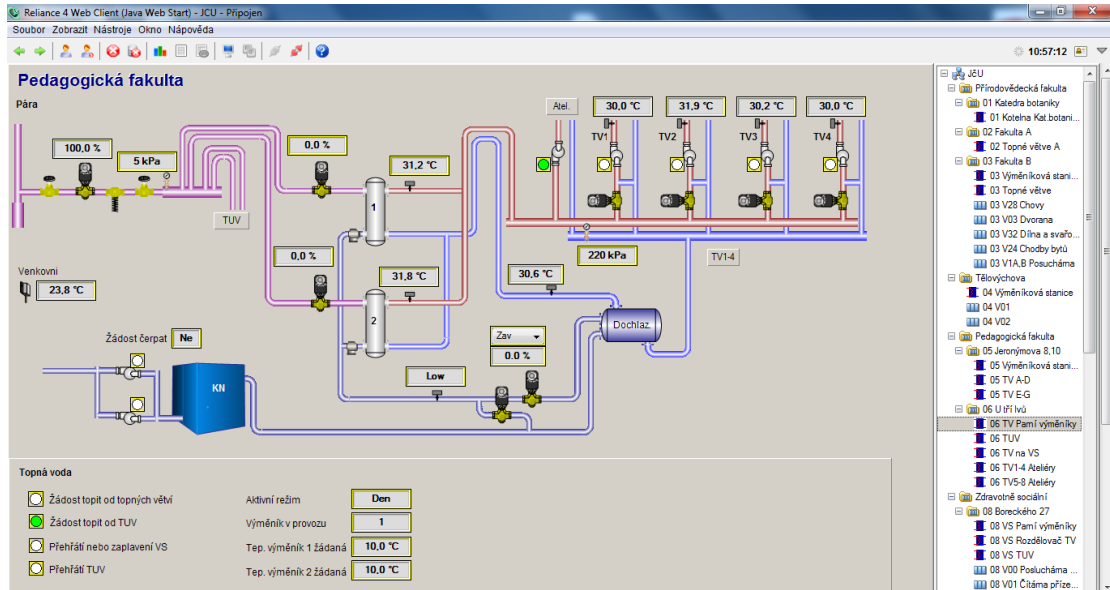 Reliance 4 Web Client (Java Web Start) - JCU - Připojen
Soubor Zobrazit Nástroje Okno Nápověda
10:57:12
Pedagogická fakulta
Pára
100,0 %
5 kPa
TUV
0,0 %
31,2 °C
1
0,0 %
31,8 °C
2
Atel.
30,0 °C
31,9 °C
30,2 °C
30,0 °C
TV1
TV2
TV3
TV4
220 kPa
TV1-4
30,6 °C
Dochlaz.
Zav
0.0 %
Low
Venkovni
23,8 °C
Žádost čerpat Ne
KN
Topná voda
Žádost topit od topných větví
Žádost topit od TUV
Přehřátí nebo zaplavení VS
Přehřátí TUV
Aktivní režim Den
Výměník v provozu 1
Tep. výměník 1 žádaná 10,0 °C
Tep. výměník 2 žádaná 10,0 °C
JčU
Přírodovědecká fakulta
01 Katedra botaniky
01 Kotelna Kat.botani...
02 Fakulta A
02 Topné větve A
03 Fakulta B
03 Výměníková stani...
03 Topné větve
03 V28 Chovy
03 V03 Dvorana
03 V32 Dílna a svařo...
03 V24 Chodby bytů
03 V1A,B Posucháma
Tělovýchova
04 Výměníková stanice
04 V01
04 V02
Pedagogická fakulta
05 Jeronýmova 8,10
05 Výměníková stani...
05 TV A-D
05 TV E-G
06 U tří lvů
06 TV Parní výměníky
06 TUV
06 TV na VS
06 TV1-4 Ateliéry
06 TV5-8 Ateliéry
Zdravotně sociální
08 Boreckého 27
08 VS Parní výměníky
08 VS Rozdělovač TV
08 VS TUV
08 V00 Poslucháma ...
08 V01 Čítáma příze...